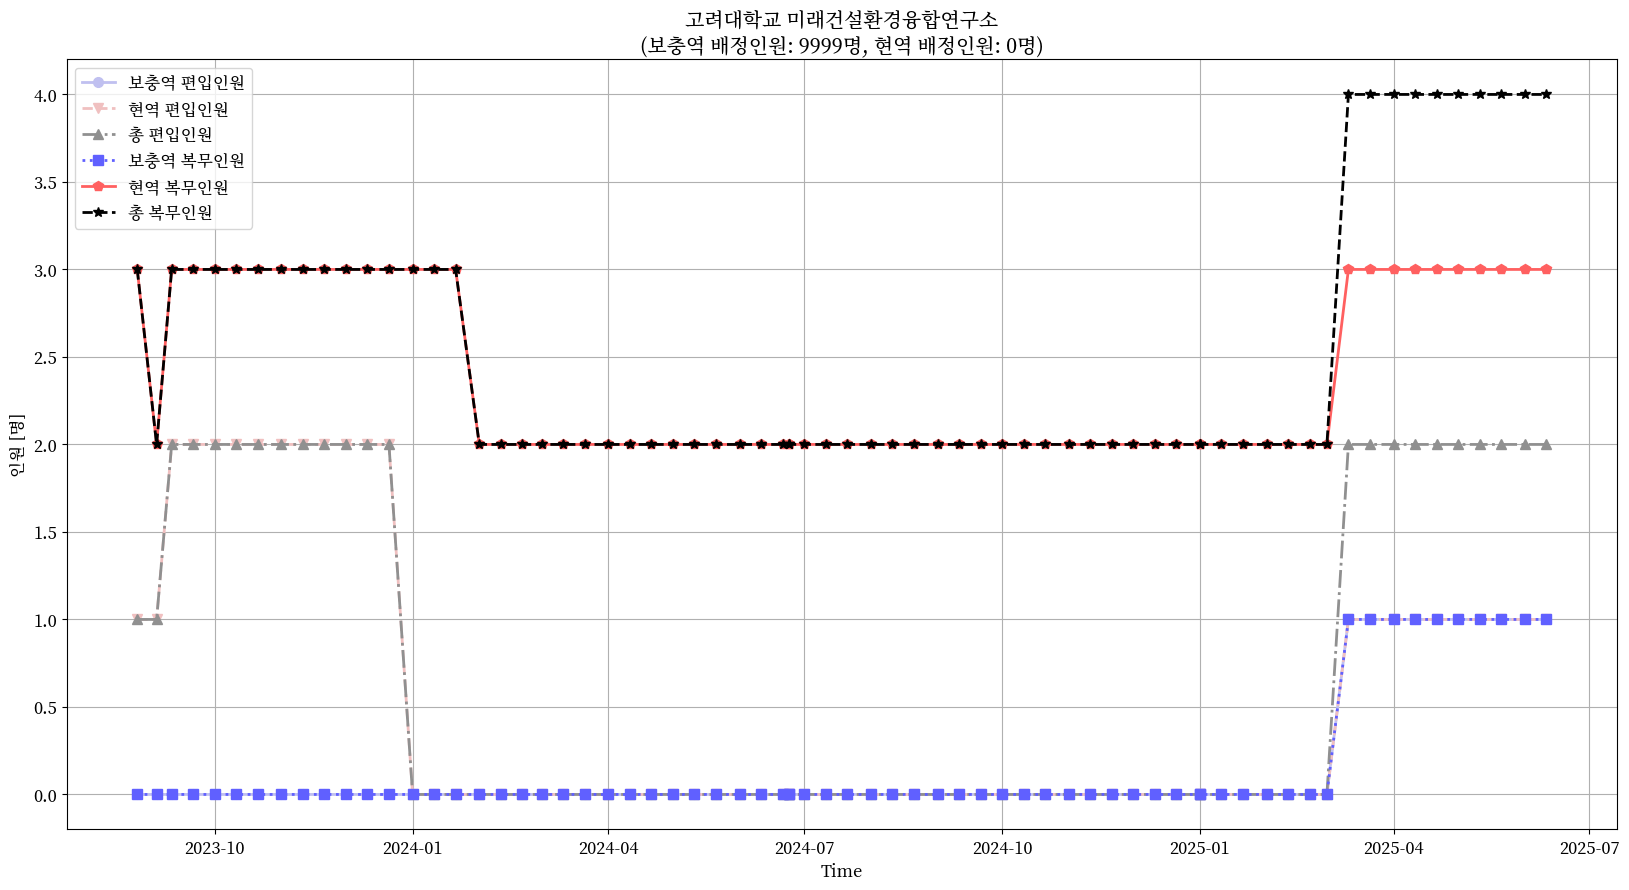 고려대학교 미래건설환경융합연구소
(보충역 배정인원: 9999명, 현역 배정인원: 0명)
보충역 편입인원
현역 편입인원
총 편입인원
보충역 복무인원
현역 복무인원
총 복무인원
인원 [명]
4.0
3.5
3.0
2.5
2.0
1.5
1.0
0.5
0.0
2023-10
2024-01
2024-04
2024-07
2024-10
2025-01
2025-04
2025-07
Time